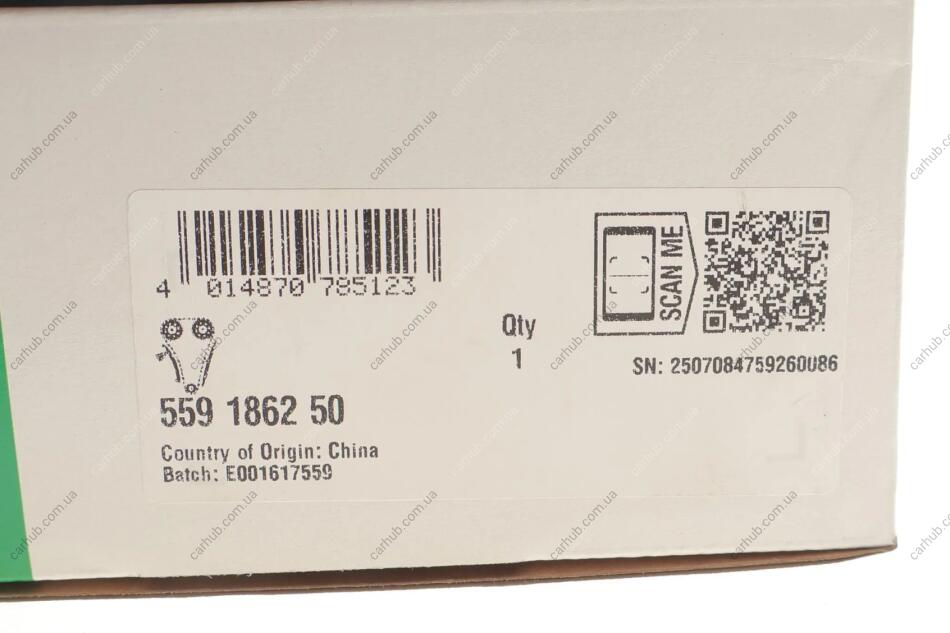 4 014870 785123
SCAN ME
Qty
1
SN: 2507084759260086
559 1862 50
Country of Origin: China
Batch: E001617559
carhub.com.ua